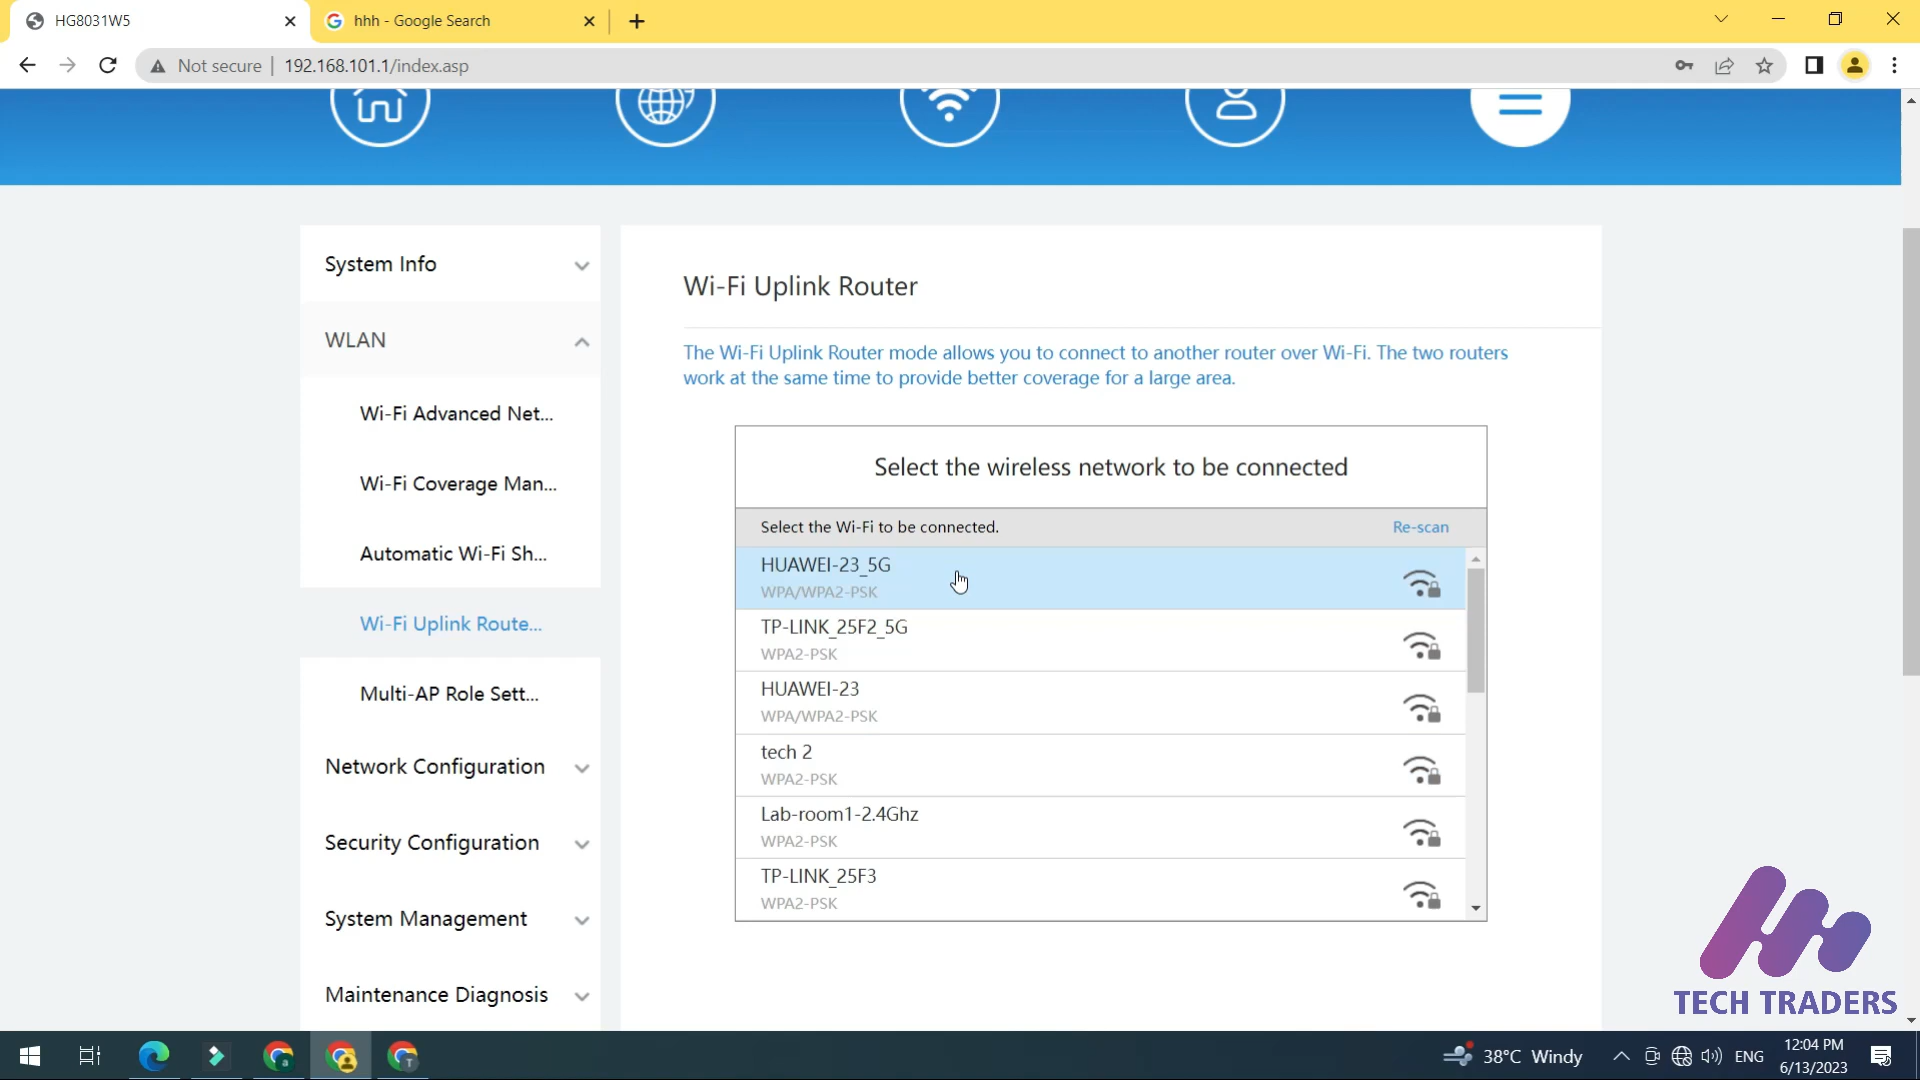 HG8031W5
hhh - Google Search
Not secure
192.168.101.1/index.asp
System Info
WLAN
Wi-Fi Advanced Net...
Wi-Fi Coverage Man...
Automatic Wi-Fi Sh...
Wi-Fi Uplink Route...
Multi-AP Role Sett...
Network Configuration
Security Configuration
System Management
Maintenance Diagnosis
Wi-Fi Uplink Router
The Wi-Fi Uplink Router mode allows you to connect to another router over Wi-Fi. The two routers
work at the same time to provide better coverage for a large area.
Select the wireless network to be connected
Select the Wi-Fi to be connected.
Re-scan
HUAWEI-23_5G
WPA/WPA2-PSK
TP-LINK_25F2_5G
WPA2-PSK
HUAWEI-23
WPA/WPA2-PSK
tech 2
WPA2-PSK
Lab-room1-2.4Ghz
WPA2-PSK
TP-LINK_25F3
WPA2-PSK
TECH TRADERS
38°C Windy
ENG
12:04 PM
6/13/2023